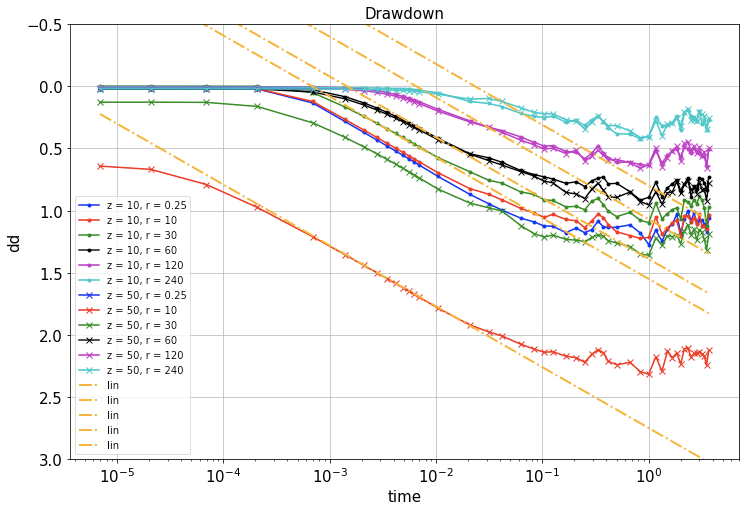 Drawdown
−0.5
0.0
0.5
1.0
1.5
2.0
2.5
3.0
dd
z = 10, r = 0.25
z = 10, r = 10
z = 10, r = 30
z = 10, r = 60
z = 10, r = 120
z = 10, r = 240
z = 50, r = 0.25
z = 50, r = 10
z = 50, r = 30
z = 50, r = 60
z = 50, r = 120
z = 50, r = 240
lin
lin
lin
lin
lin
10⁻⁵ 10⁻⁴ 10⁻³ 10⁻² 10⁻¹ 10⁰
time